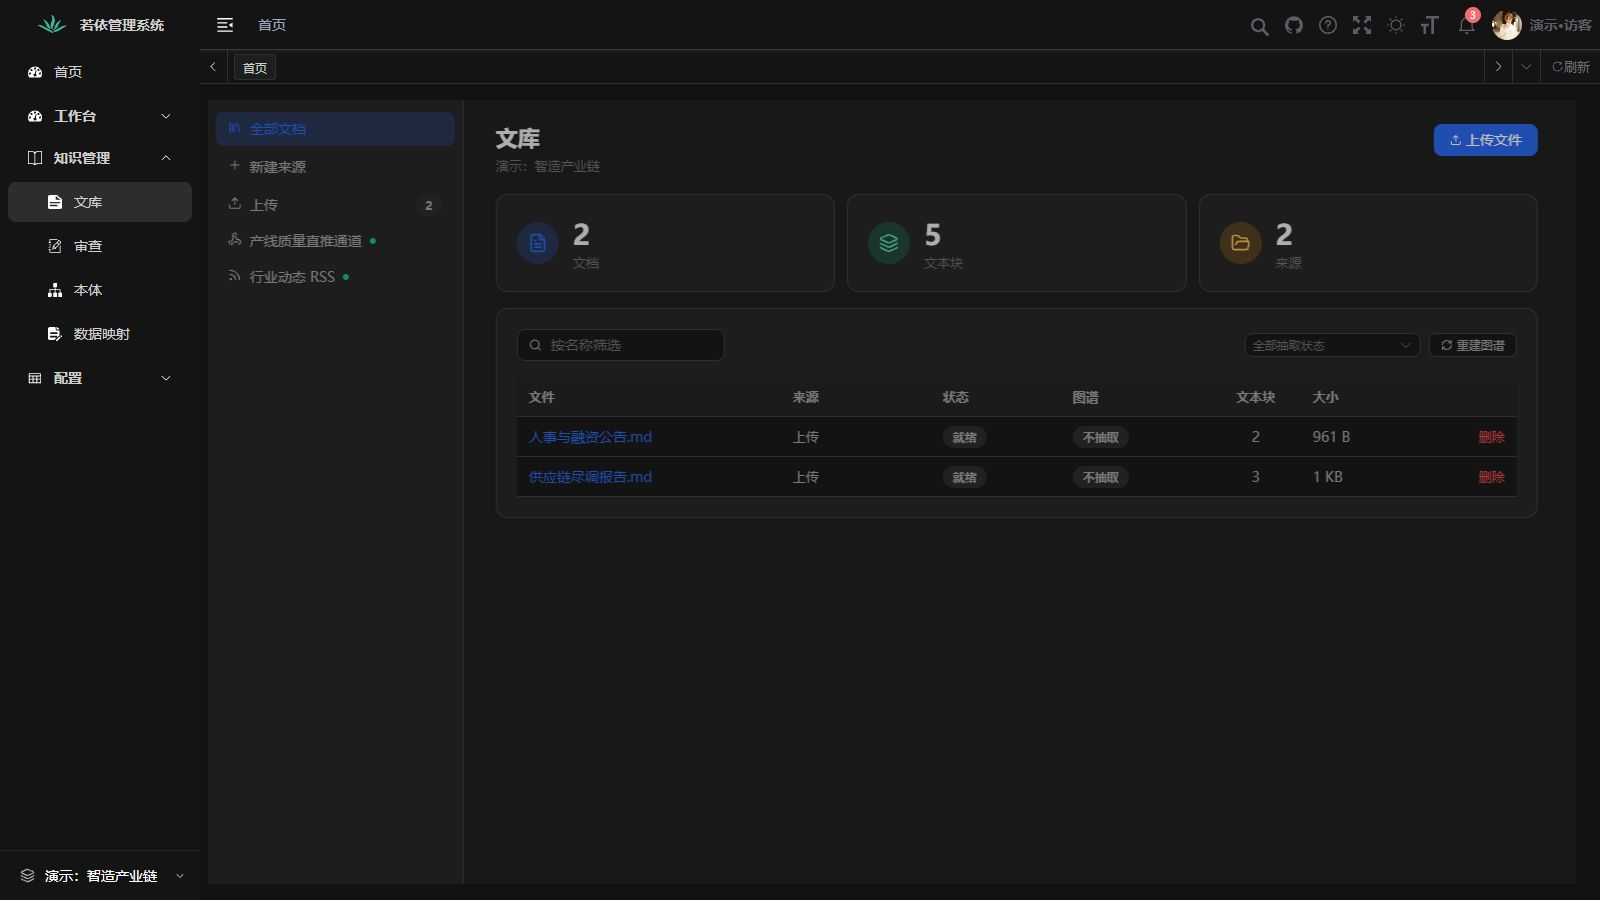 若依管理系统
首页
3
演示•访客
首页
刷新
首页
工作台
知识管理
文库
审查
本体
数据映射
配置
演示：智造产业链
全部文档
新建来源
上传
2
产线质量直推通道
行业动态 RSS
文库
演示：智造产业链
上传文件
2
文档
5
文本块
2
来源
按名称筛选
全部抽取状态
重建图谱
文件 来源 状态 图谱 文本块 大小
人事与融资公告.md 上传 就绪 不抽取 2 961 B 删除
供应链尽调报告.md 上传 就绪 不抽取 3 1 KB 删除